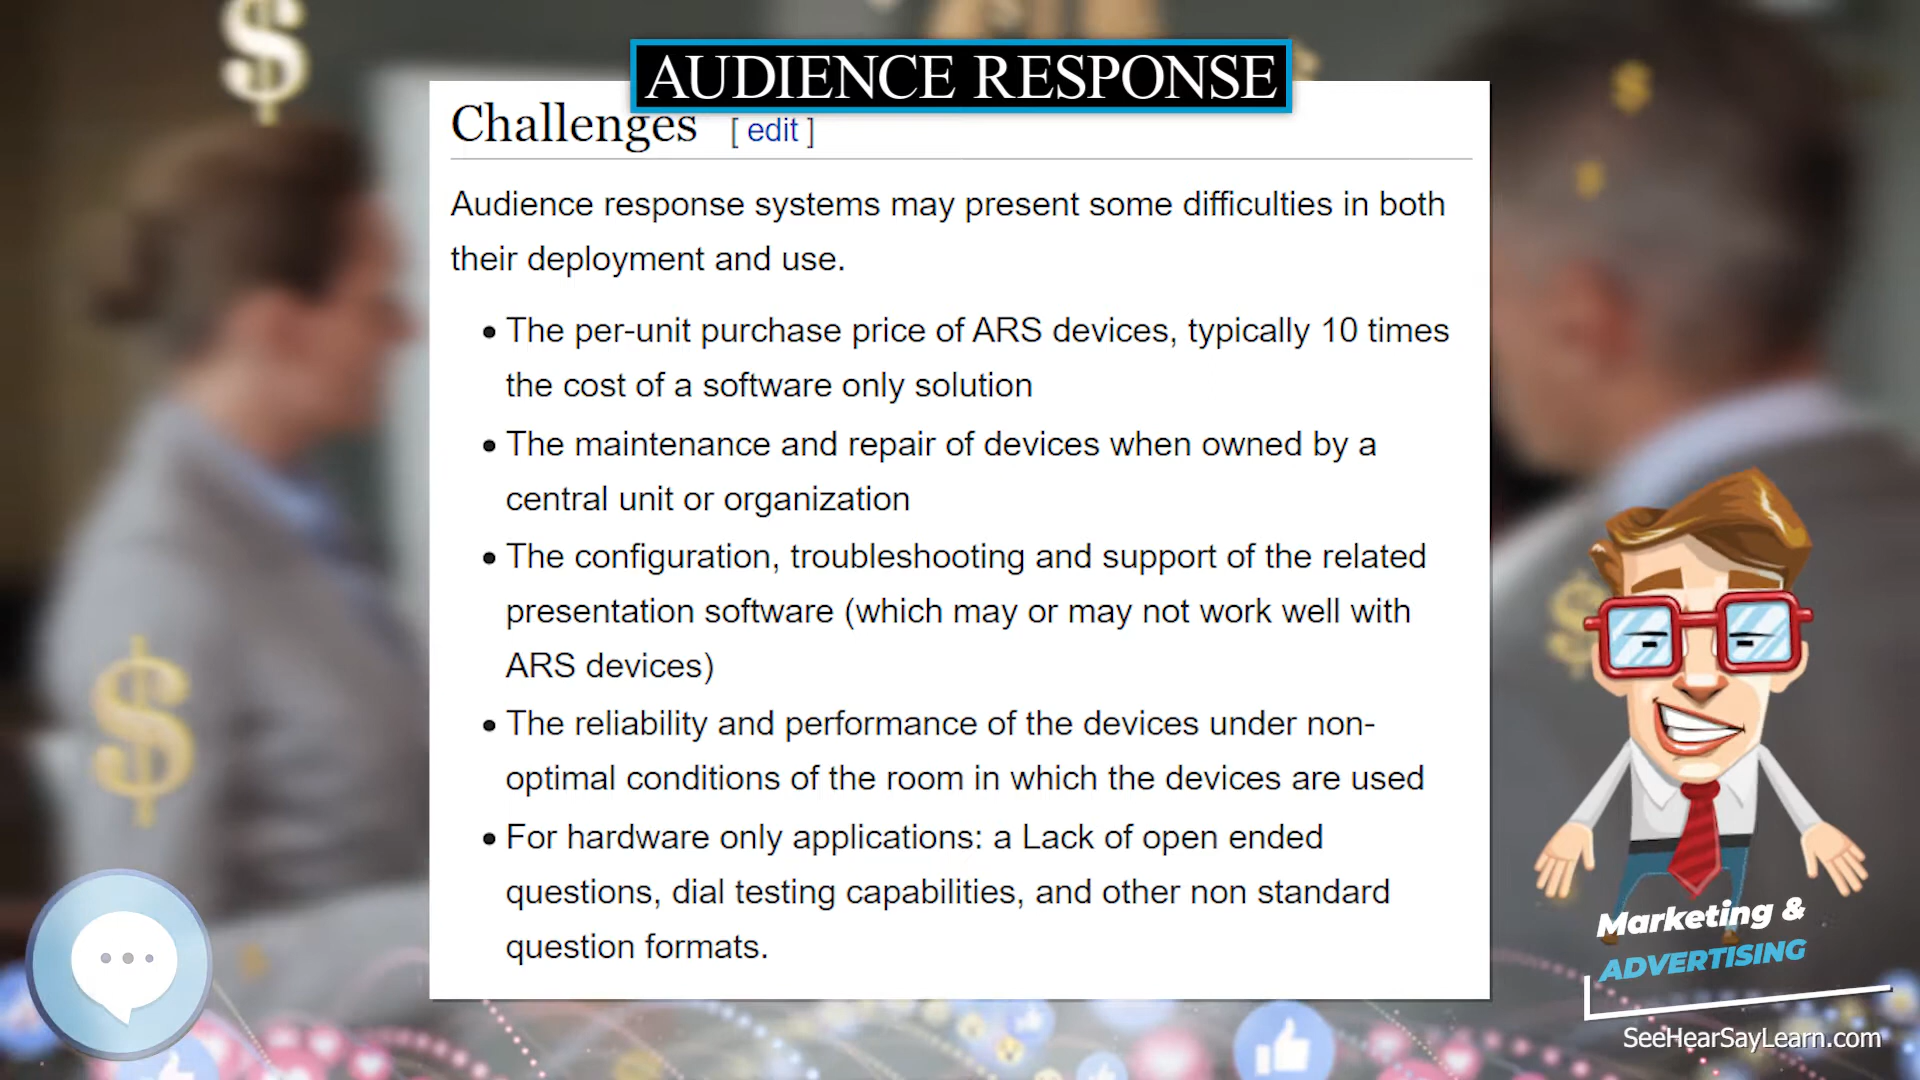 AUDIENCE RESPONSE
Challenges [ edit ]
Audience response systems may present some difficulties in both
their deployment and use.
• The per-unit purchase price of ARS devices, typically 10 times
the cost of a software only solution
• The maintenance and repair of devices when owned by a
central unit or organization
• The configuration, troubleshooting and support of the related
presentation software (which may or may not work well with
ARS devices)
• The reliability and performance of the devices under non-
optimal conditions of the room in which the devices are used
• For hardware only applications: a Lack of open ended
questions, dial testing capabilities, and other non standard
question formats.
Marketing &
ADVERTISING
SeeHearSayLearn.com